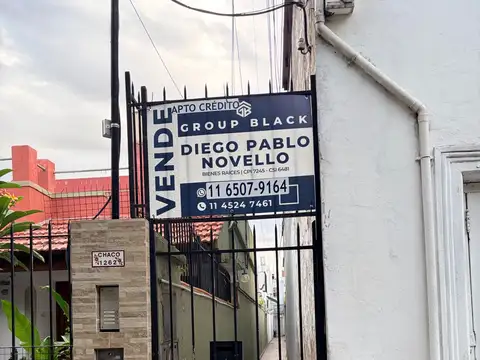 VENDE
APTO CRÉDITO
GROUP BLACK
DIEGO PABLO
NOVELLO
BIENES RAÍCES | CPI 7245 - CSI 6481
11 6507-9164
11 4524 7461
CHACO
1262